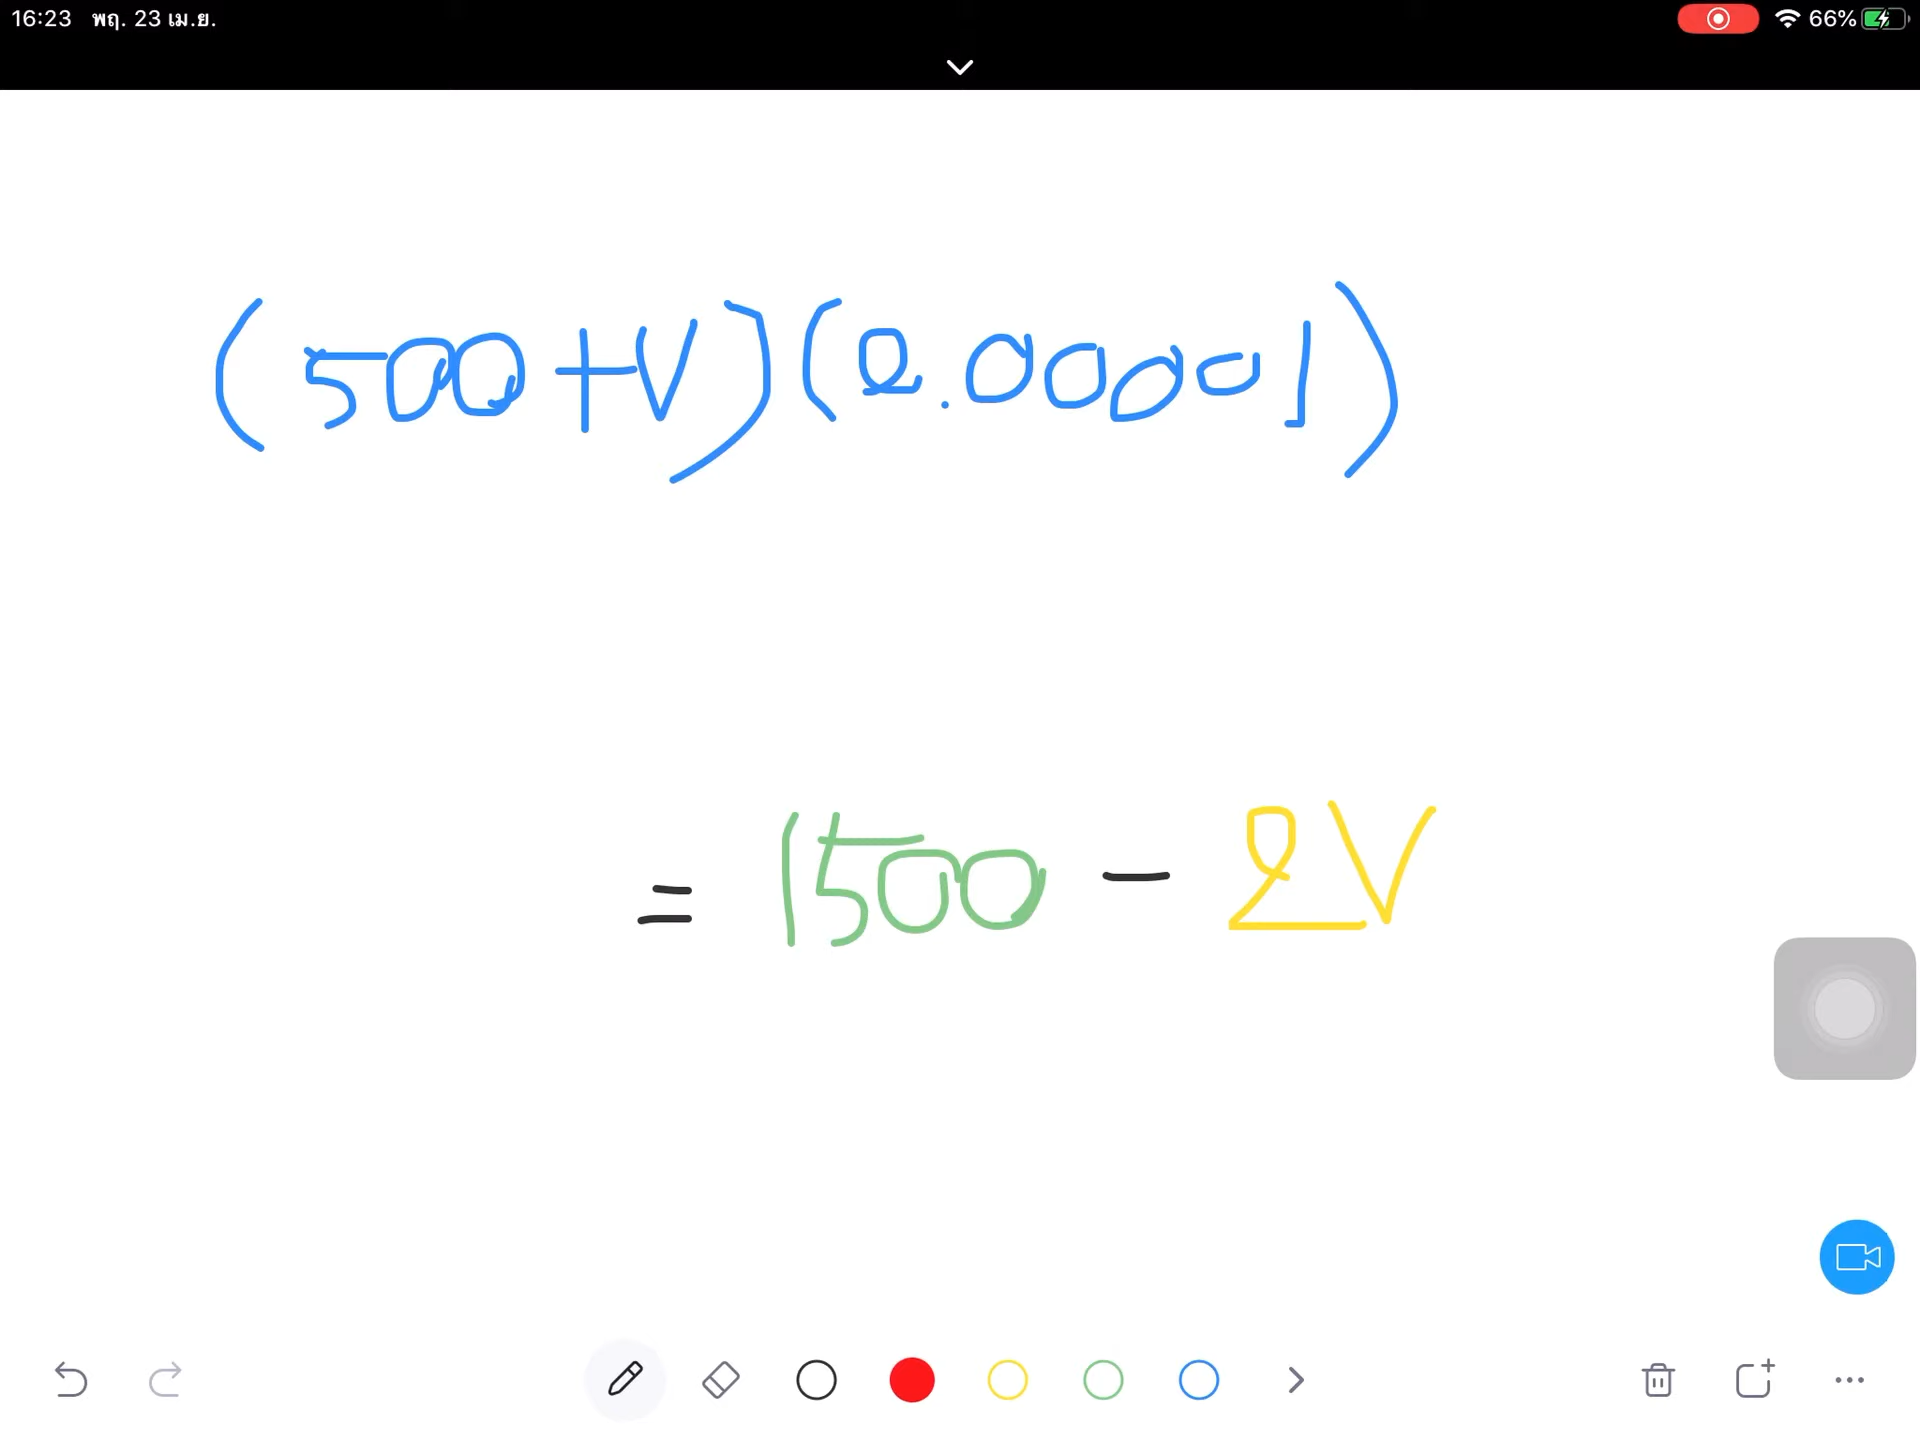 16:23 พฤ. 23 เม.ย. 66%
(500+V)(2.00001)
= 1500 - 2V